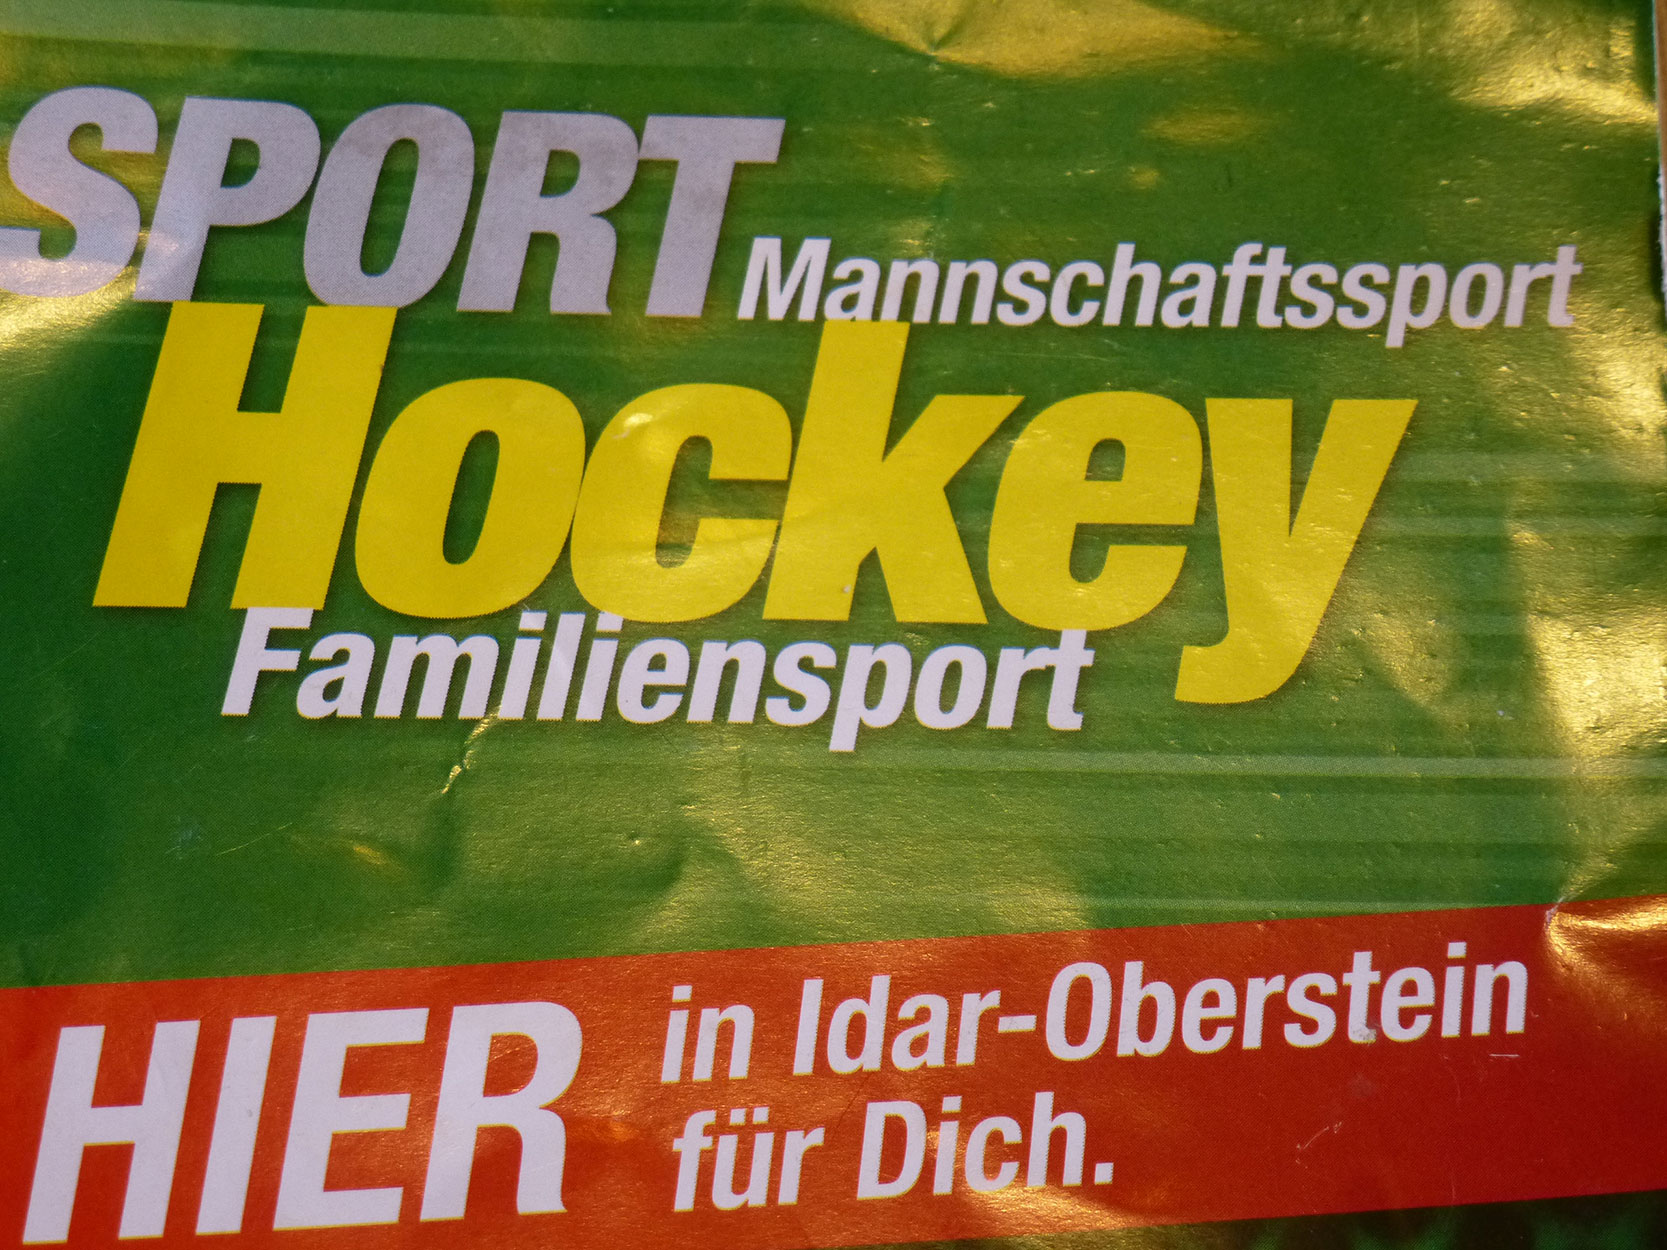 SPORT
Mannschaftssport
Hockey
Familiensport
HIER
in Idar-Oberstein
für Dich.